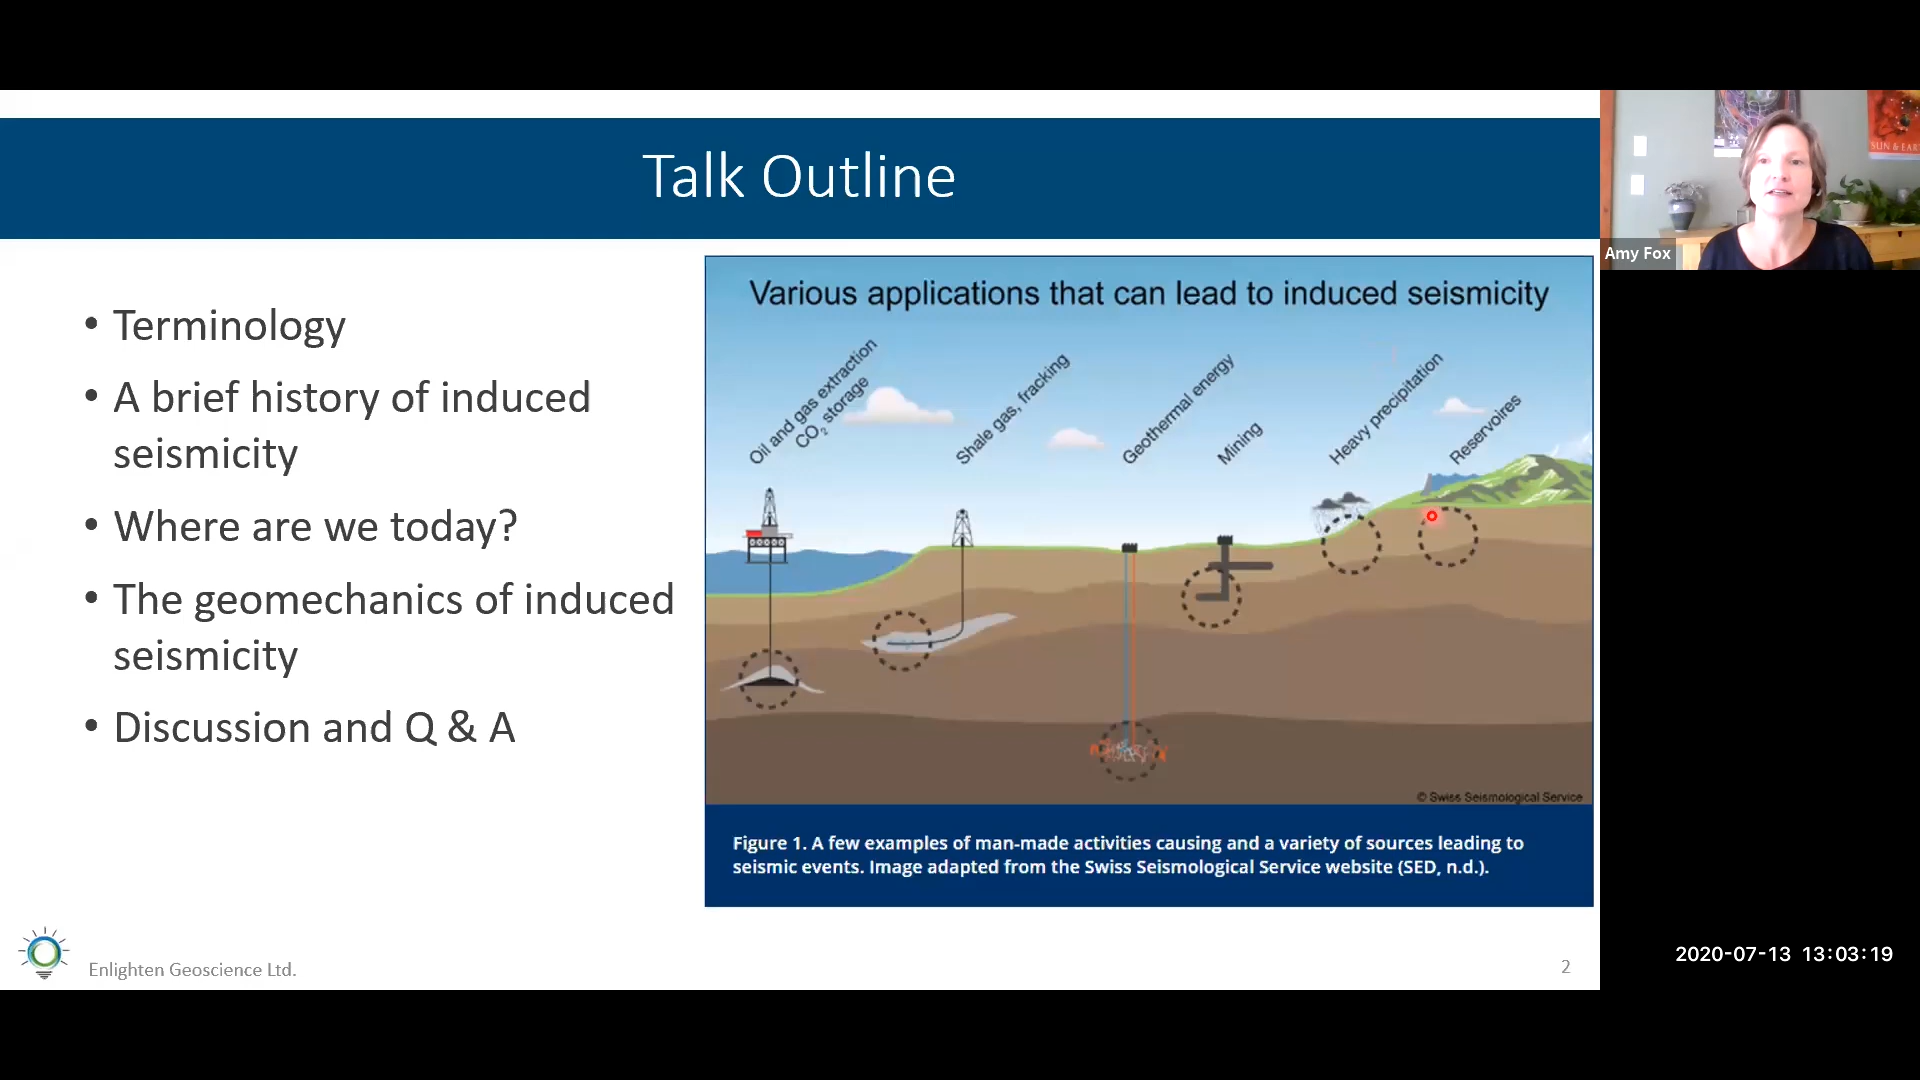 Talk Outline
• Terminology
• A brief history of induced
seismicity
• Where are we today?
• The geomechanics of induced
seismicity
• Discussion and Q & A
Various applications that can lead to induced seismicity
Oil and gas extraction
CO2 storage
Shale gas, fracking
Geothermal energy
Mining
Heavy precipitation
Reservoires
© Swiss Seismological Service
Figure 1. A few examples of man-made activities causing and a variety of sources leading to
seismic events. Image adapted from the Swiss Seismological Service website (SED, n.d.).
Enlighten Geoscience Ltd.
2
SUN & EAR
Amy Fox
2020-07-13 13:03:19